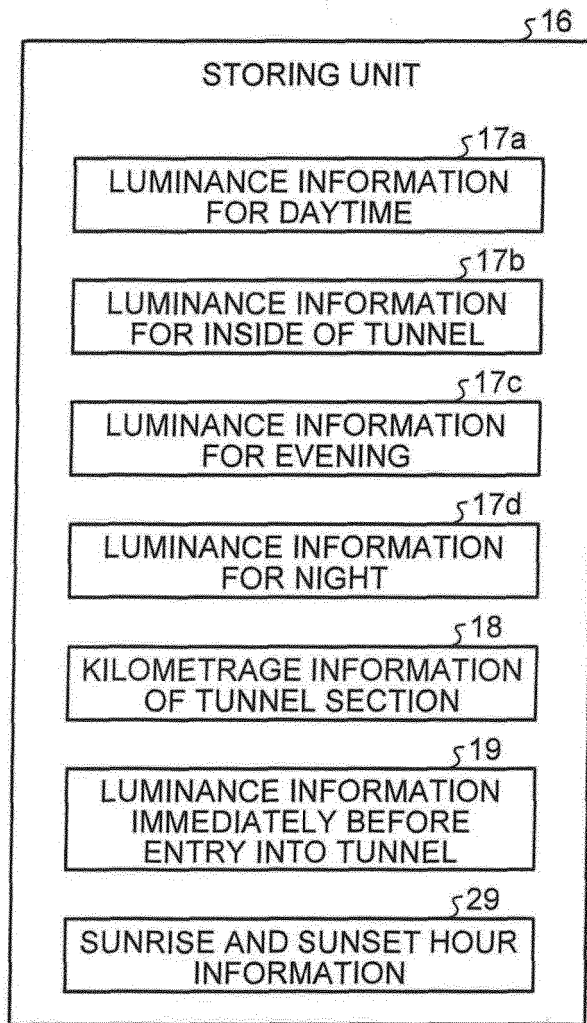 16
STORING UNIT
17a
LUMINANCE INFORMATION
FOR DAYTIME
17b
LUMINANCE INFORMATION
FOR INSIDE OF TUNNEL
17c
LUMINANCE INFORMATION
FOR EVENING
17d
LUMINANCE INFORMATION
FOR NIGHT
18
KILOMETRAGE INFORMATION
OF TUNNEL SECTION
19
LUMINANCE INFORMATION
IMMEDIATELY BEFORE
ENTRY INTO TUNNEL
29
SUNRISE AND SUNSET HOUR
INFORMATION